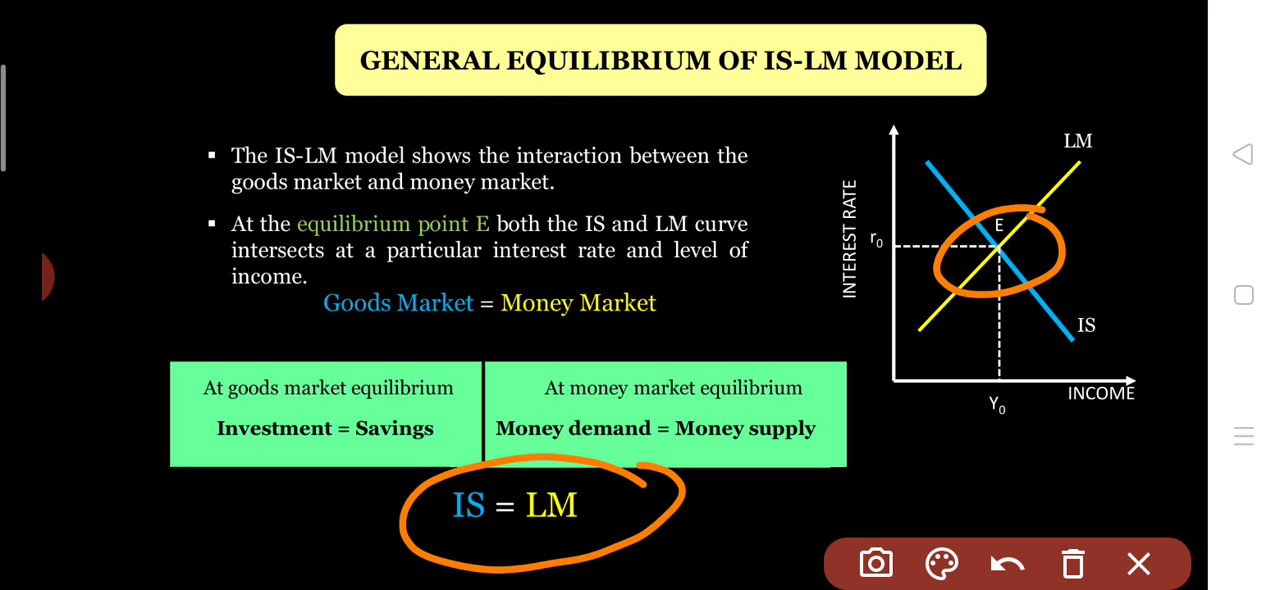 GENERAL EQUILIBRIUM OF IS-LM MODEL
▪ The IS-LM model shows the interaction between the
goods market and money market.
▪ At the equilibrium point E both the IS and LM curve
intersects at a particular interest rate and level of
income.
Goods Market = Money Market
At goods market equilibrium
Investment = Savings
At money market equilibrium
Money demand = Money supply
IS = LM
LM
E
INTEREST RATE
r₀
IS
Y₀
INCOME